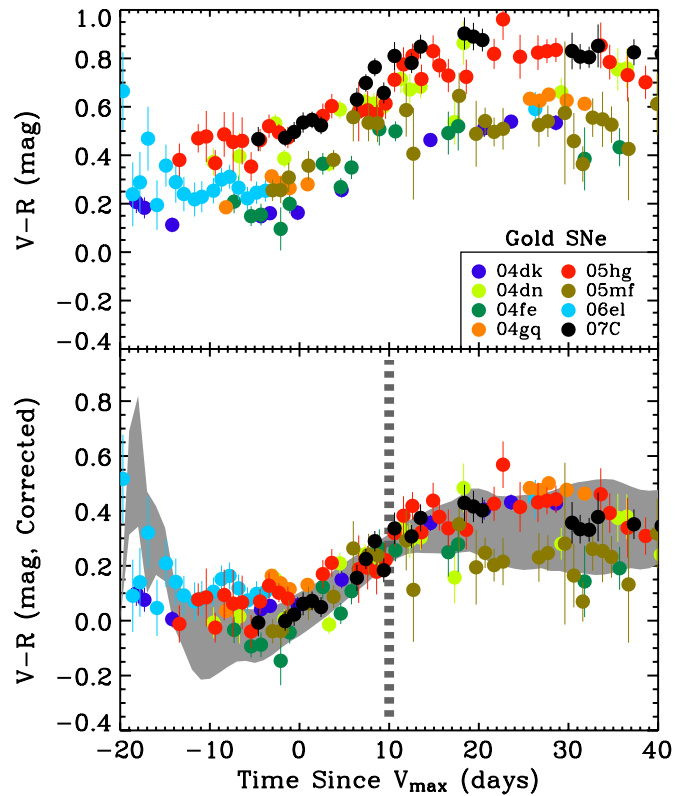 1.0
0.8
0.6
0.4
0.2
0.0
-0.2
-0.4
V-R (mag)
Gold SNe
04dk 05hg
04dn 05mf
04fe 06el
04gq 07C
0.8
0.6
0.4
0.2
0.0
-0.2
-0.4
V-R (mag, Corrected)
-20 -10 0 10 20 30 40
Time Since Vmax (days)